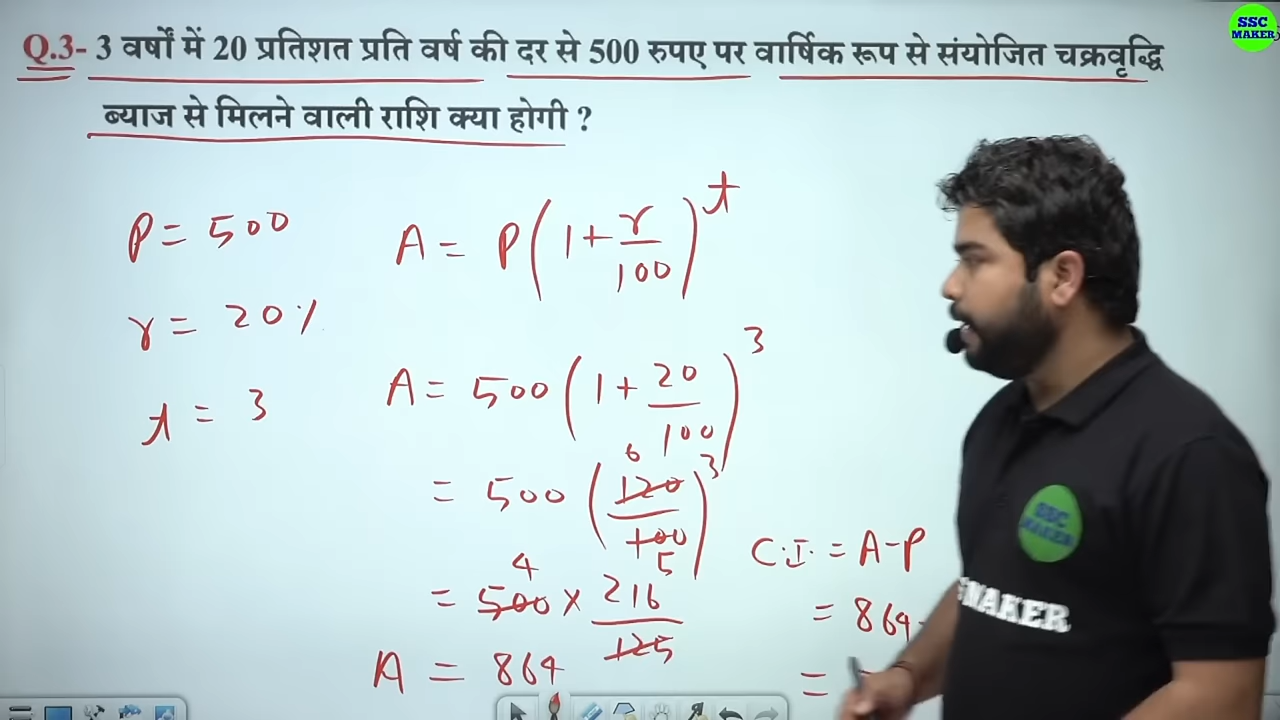 Q.3- 3 वर्षों में 20 प्रतिशत प्रति वर्ष की दर से 500 रुपए पर वार्षिक रूप से संयोजित चक्रवृद्धि
ब्याज से मिलने वाली राशि क्या होगी ?
SSC
MAKER
P = 500
A = P(1 + r/100)^t
r = 20%
A = 500(1 + 20/100)^3
t = 3
= 500(120/100)^3
6
5
C.I. = A-P
4
= 500 × 216/125
= 864
A = 864
=
SSC
MAKER
MAKER